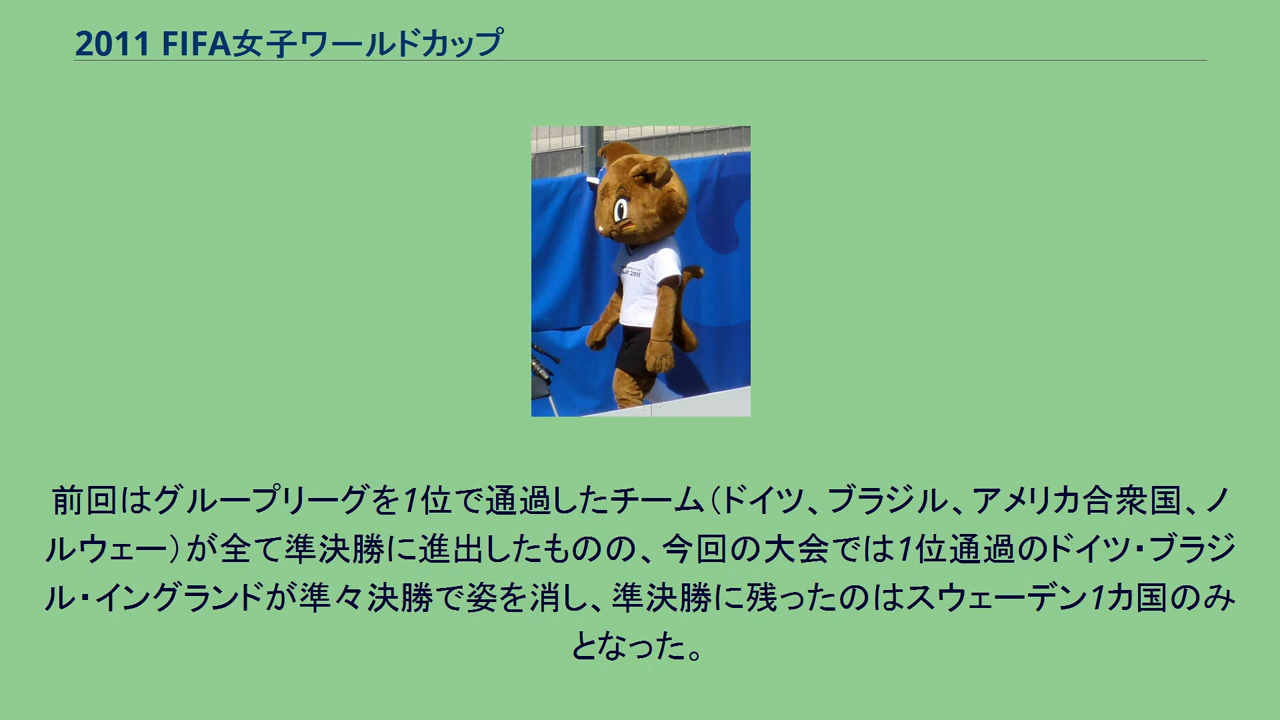 2011 FIFA女子ワールドカップ
前回はグループリーグを1位で通過したチーム（ドイツ、ブラジル、アメリカ合衆国、ノ
ルウェー）が全て準決勝に進出したものの、今回の大会では1位通過のドイツ・ブラジ
ル・イングランドが準々決勝で姿を消し、準決勝に残ったのはスウェーデン1カ国のみ
となった。